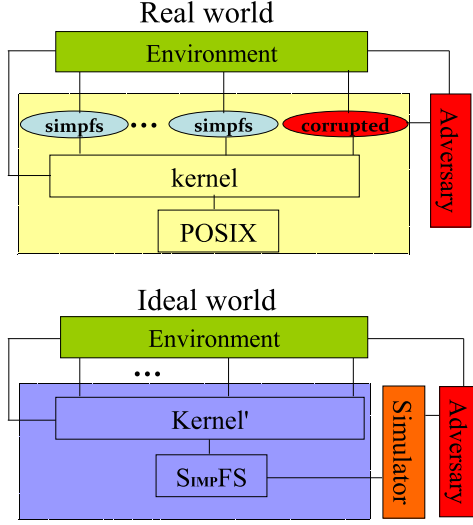 Real world
Environment
simpfs ••• simpfs corrupted
Adversary
kernel
POSIX
Ideal world
Environment
•••
Kernel'
SIMPFS
Simulator
Adversary